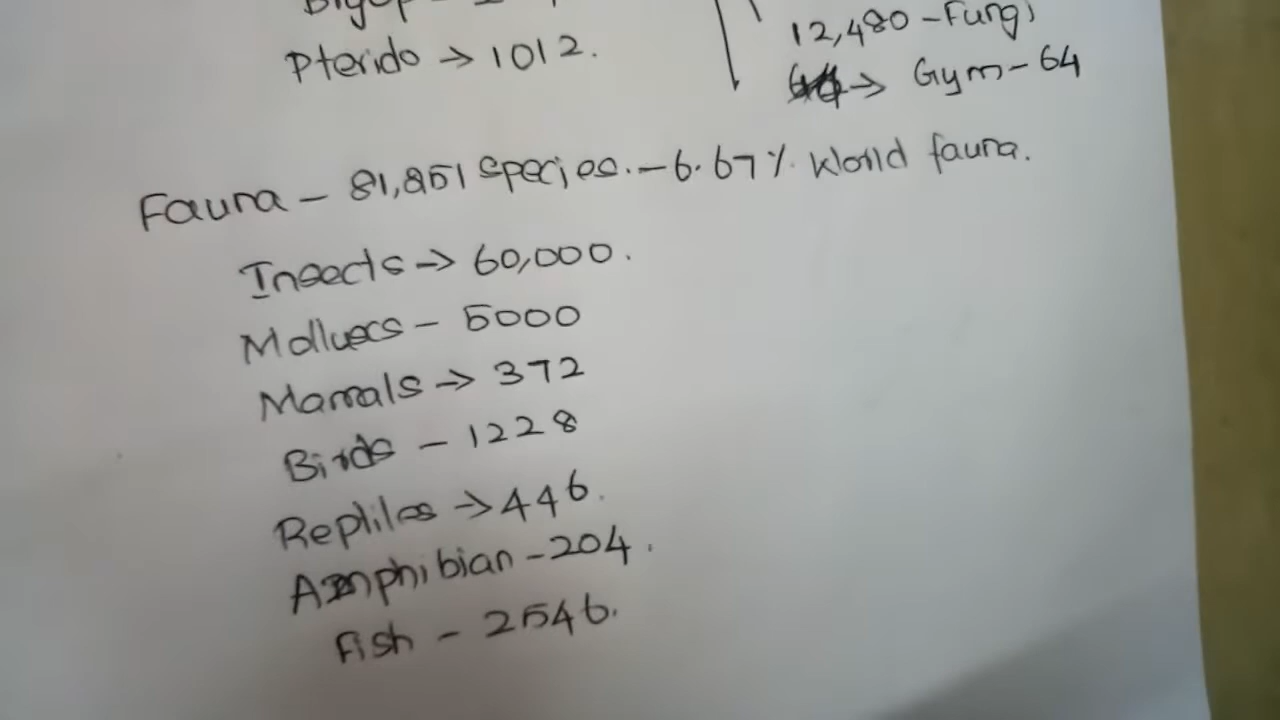 Pterido → 1012.
12,480 - Fungi
→ Gym - 64
Fauna - 81,851 species. - 6.67% World fauna.
Insects → 60,000.
Molluscs - 5000
Mamals → 372
Birds - 1228
Reptiles → 446.
Amphibian - 204.
Fish - 2546.